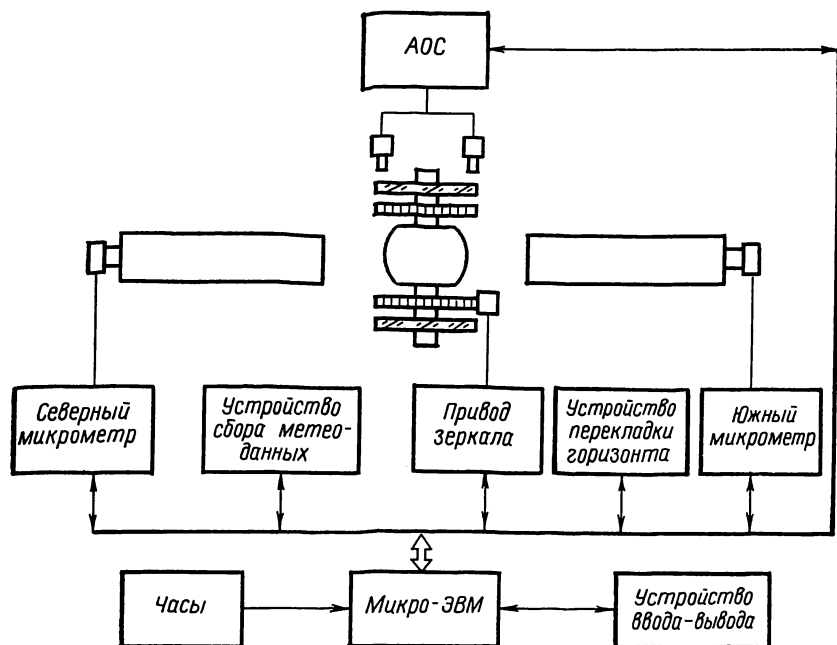 АОС
Северный
микрометр
Устройство
сбора метео-
данных
Привод
зеркала
Устройство
перекладки
горизонта
Южный
микрометр
Часы
Микро-ЭВМ
Устройство
ввода-вывода